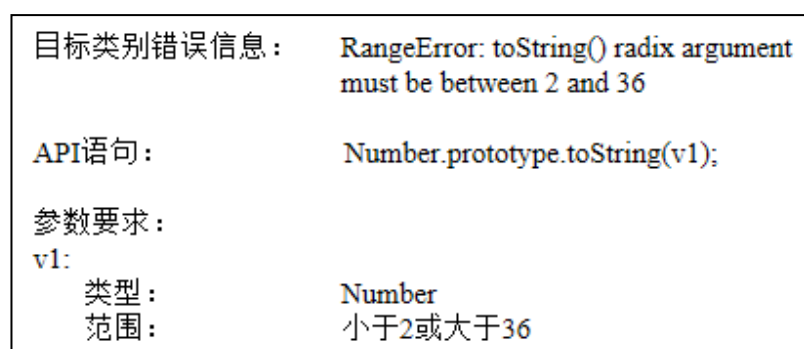 目标类别错误信息： RangeError: toString() radix argument
must be between 2 and 36
API语句： Number.prototype.toString(v1);
参数要求：
v1:
类型： Number
范围： 小于2或大于36